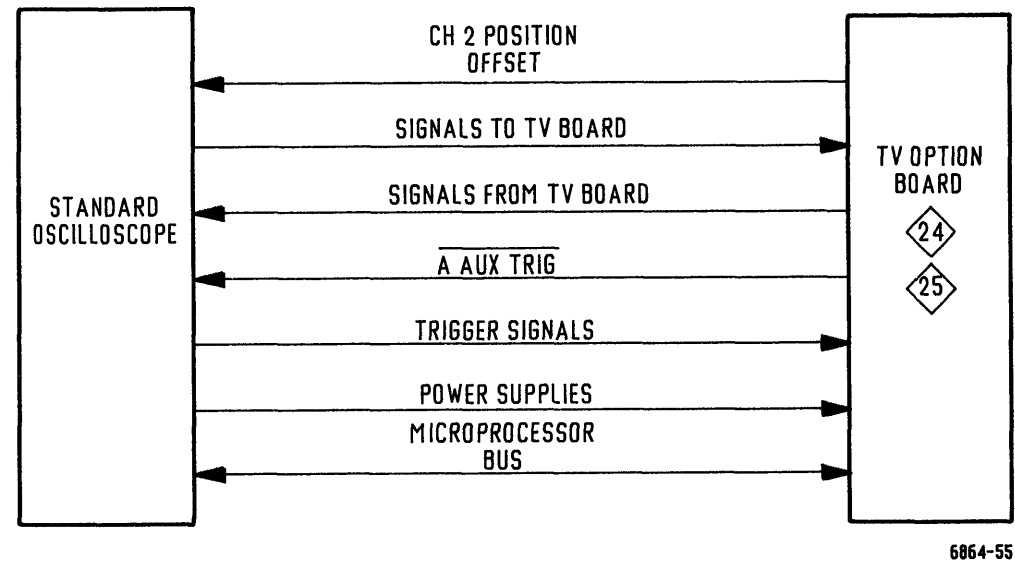 CH 2 POSITION
OFFSET
SIGNALS TO TV BOARD
SIGNALS FROM TV BOARD
A AUX TRIG
TRIGGER SIGNALS
POWER SUPPLIES
MICROPROCESSOR
BUS
STANDARD
OSCILLOSCOPE
TV OPTION
BOARD
24
25
6864-55